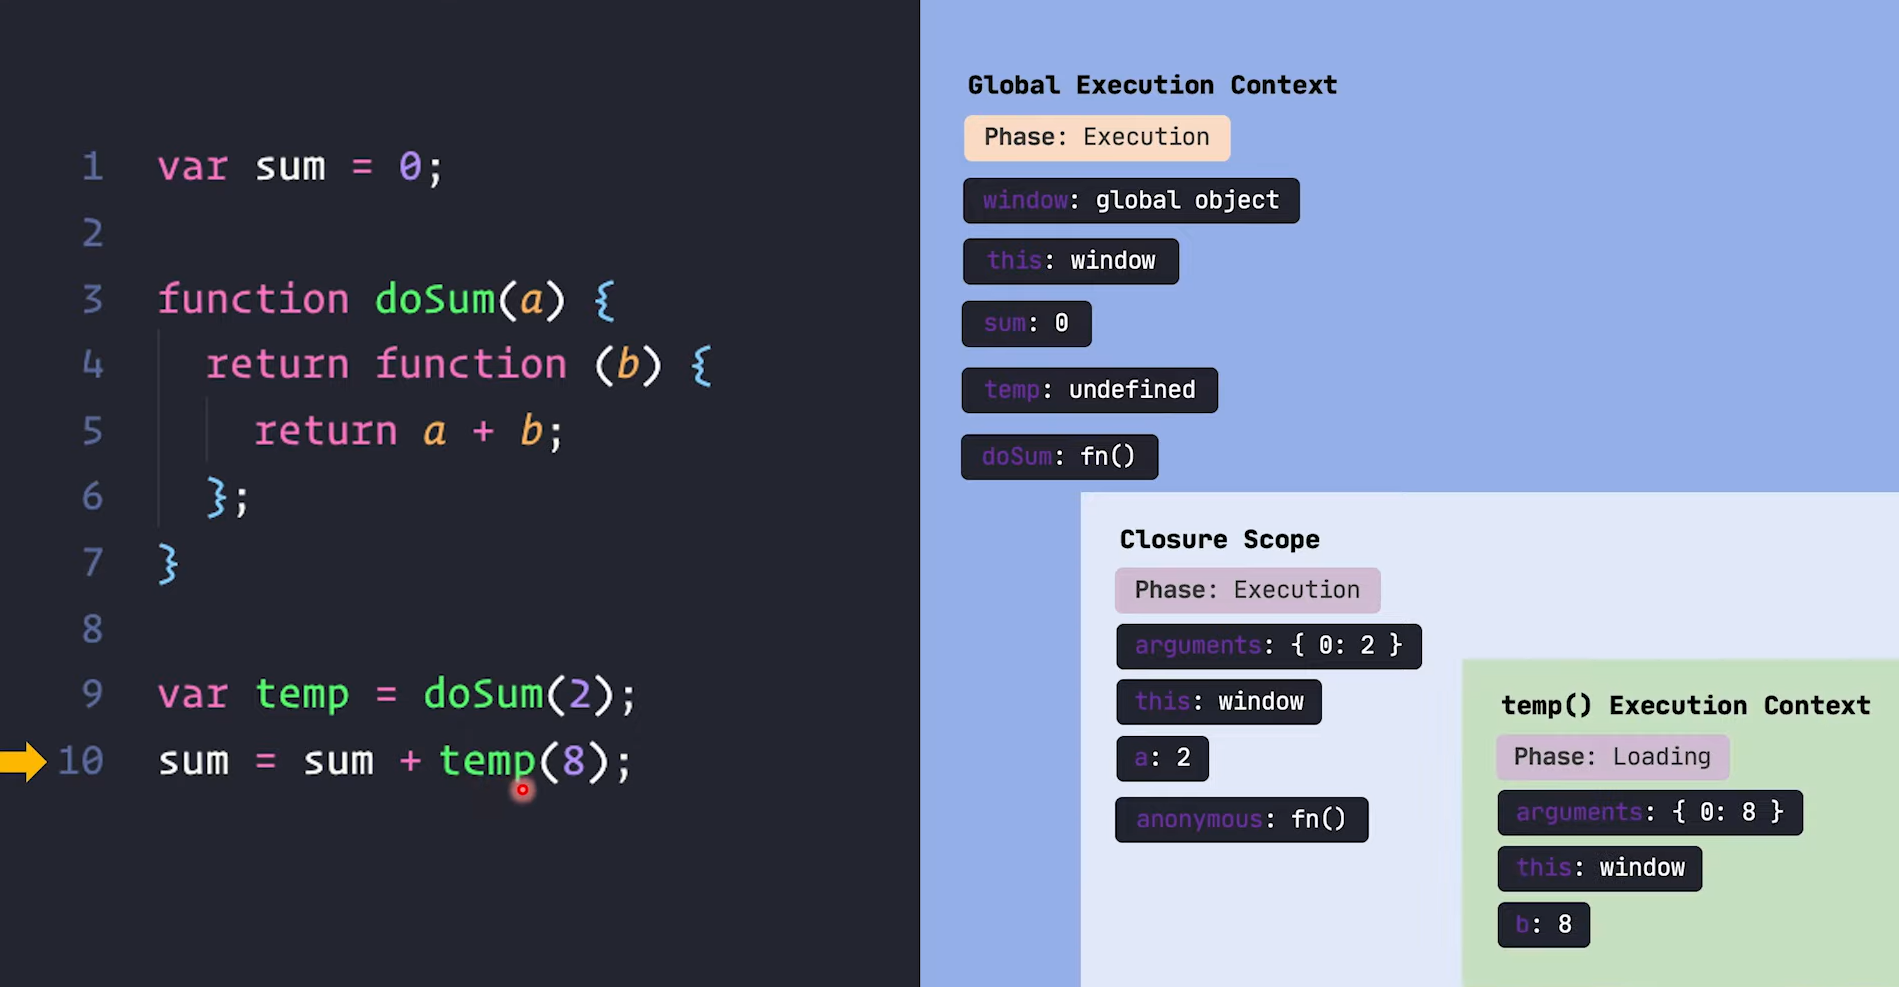 1 var sum = 0;
2
3 function doSum(a) {
4 return function (b) {
5 return a + b;
6 };
7 }
8
9 var temp = doSum(2);
10 sum = sum + temp(8);
Global Execution Context
Phase: Execution
window: global object
this: window
sum: 0
temp: undefined
doSum: fn()
Closure Scope
Phase: Execution
arguments: { 0: 2 }
this: window
a: 2
anonymous: fn()
temp() Execution Context
Phase: Loading
arguments: { 0: 8 }
this: window
b: 8